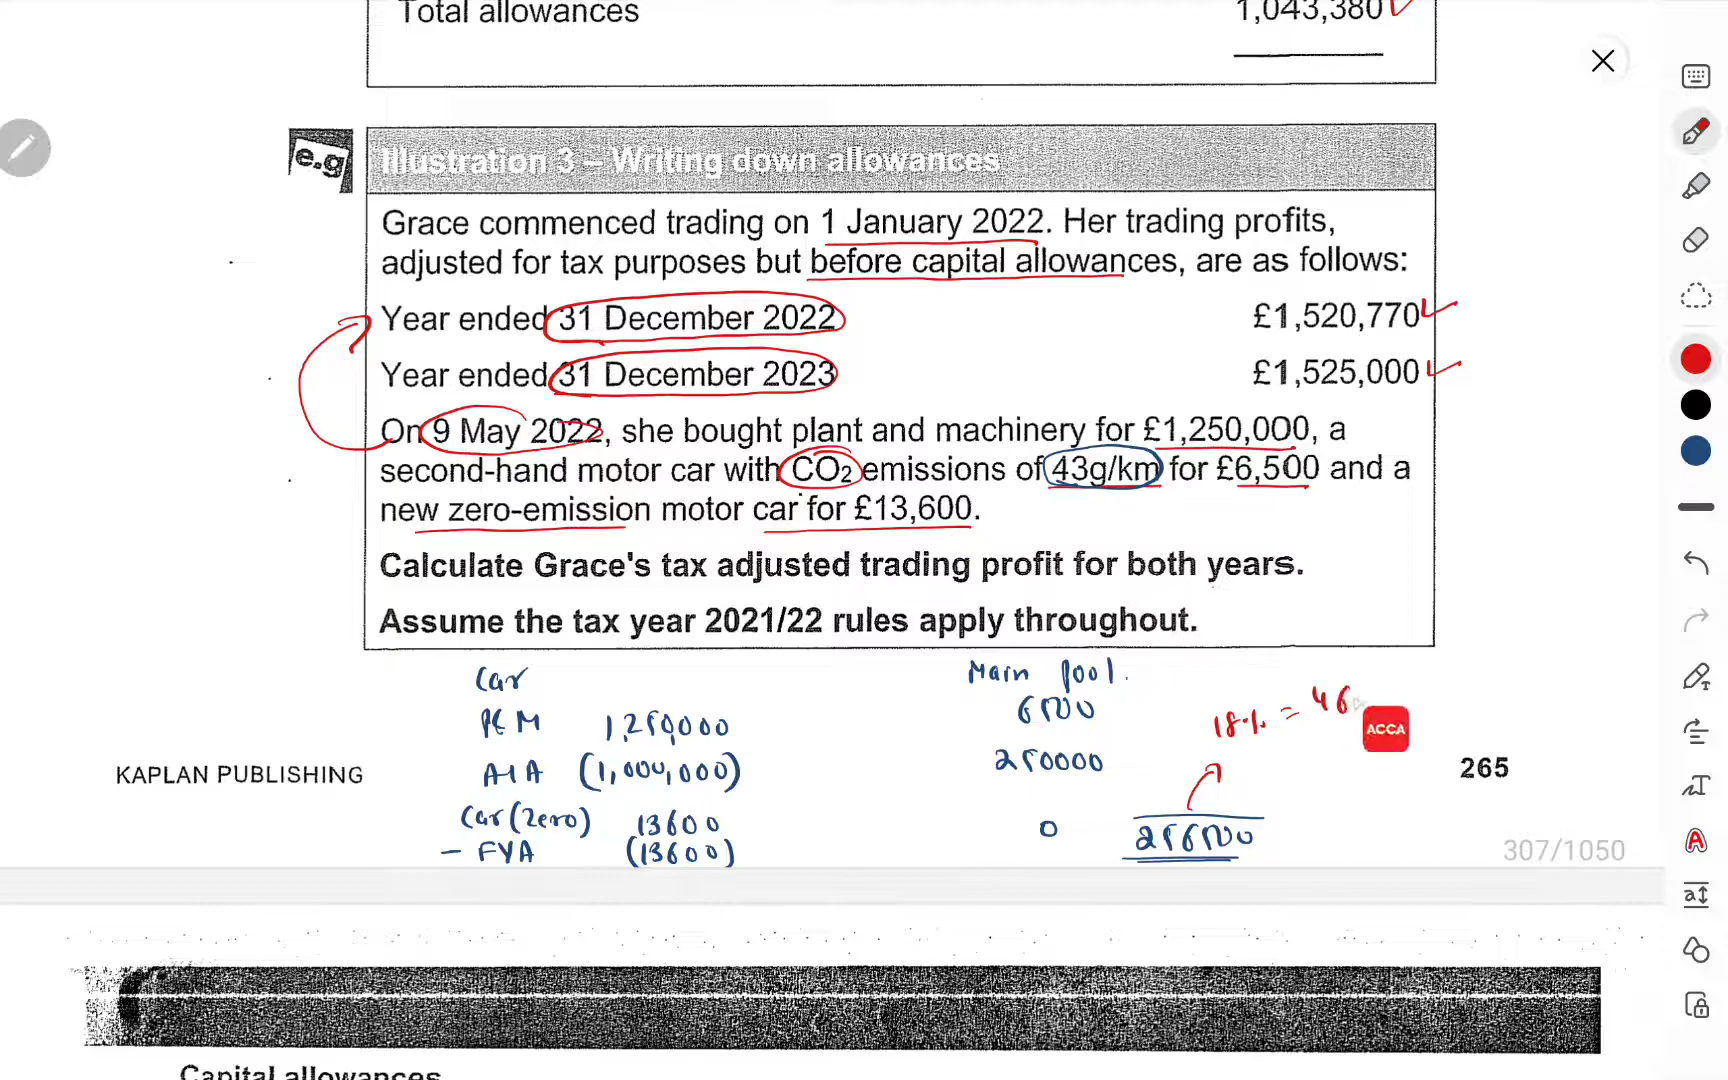 Total allowances 1,043,380
e.g Illustration 3 – Writing down allowances
Grace commenced trading on 1 January 2022. Her trading profits,
adjusted for tax purposes but before capital allowances, are as follows:
Year ended 31 December 2022 £1,520,770
Year ended 31 December 2023 £1,525,000
On 9 May 2022, she bought plant and machinery for £1,250,000, a
second-hand motor car with CO2 emissions of 43g/km for £6,500 and a
new zero-emission motor car for £13,600.
Calculate Grace's tax adjusted trading profit for both years.
Assume the tax year 2021/22 rules apply throughout.
Car Main pool.
6500
P&M 1,250,000
18% = 46
ACCA
AIA (1,000,000) 250000
KAPLAN PUBLISHING 265
Car (zero) 13600 0 256500
- FYA (13600)
307/1050
Capital allowances